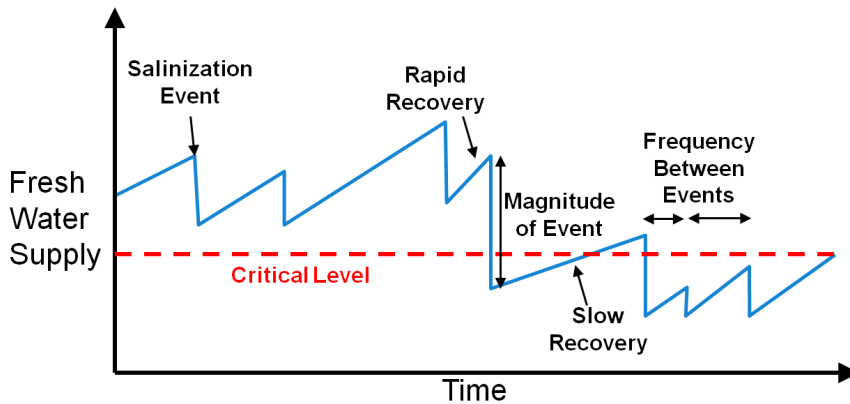 Salinization
Event
Rapid
Recovery
Frequency
Between
Events
Fresh
Water
Supply
Magnitude
of Event
Critical Level
Slow
Recovery
Time